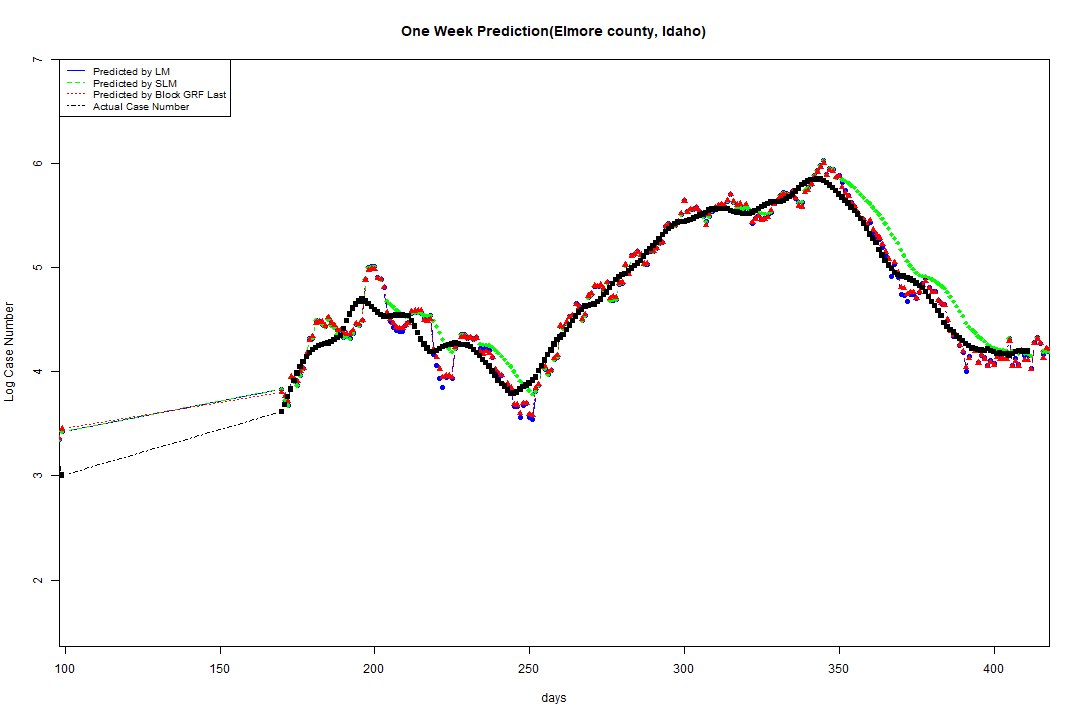 One Week Prediction(Elmore county, Idaho)
Predicted by LM
Predicted by SLM
Predicted by Block GRF Last
Actual Case Number
7
6
5
4
3
2
Log Case Number
100 150 200 250 300 350 400
days